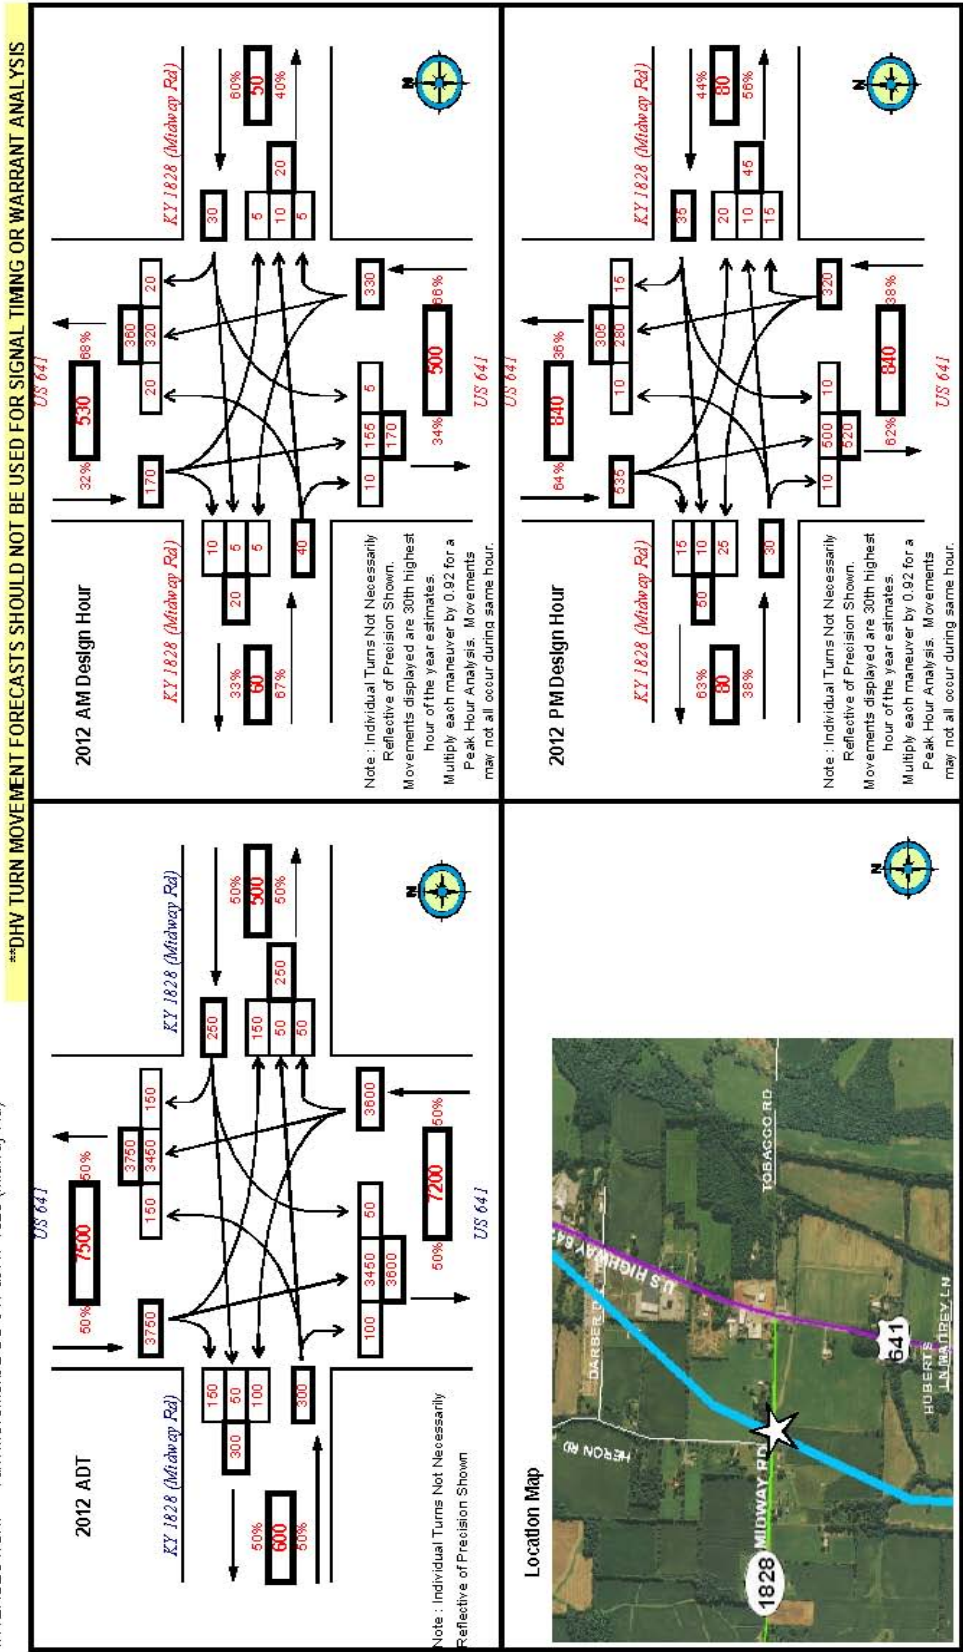 **DHV TURN MOVEMENT FORECASTS SHOULD NOT BE USED FOR SIGNAL TIMING OR WARRANT ANALYSIS
2012 ADT
US 641
7500
50%
50%
3750
3750
150
3450
150
KY 1828 (Midway Rd)
KY 1828 (Midway Rd)
150
50
100
300
300
50%
600
50%
250
150
50
50
250
50%
500
50%
100
3450
50
3600
3600
50%
7200
50%
US 641
N
Note : Individual Turns Not Necessarily
Reflective of Precision Shown
2012 AM Design Hour
US 641
32%
530
68%
170
360
20
320
20
KY 1828 (Midway Rd)
KY 1828 (Midway Rd)
10
5
5
20
40
33%
60
67%
30
5
10
5
20
60%
50
40%
10
155
5
170
330
34%
500
66%
US 641
N
Note : Individual Turns Not Necessarily
Reflective of Precision Shown.
Movements displayed are 30th highest
hour of the year estimates.
Multiply each maneuver by 0.92 for a
Peak Hour Analysis. Movements
may not all occur during same hour.
Location Map
N
DARBER D
HERON RD
U S HIGHWAY 641
TOBACCO RD
MIDWAY RD
1828
641
HUBERTS
LN
2012 PM Design Hour
US 641
64%
840
36%
535
305
10
280
15
KY 1828 (Midway Rd)
KY 1828 (Midway Rd)
15
10
25
50
30
63%
80
38%
35
20
10
15
45
44%
80
56%
10
500
10
520
320
62%
840
38%
US 641
N
Note : Individual Turns Not Necessarily
Reflective of Precision Shown.
Movements displayed are 30th highest
hour of the year estimates.
Multiply each maneuver by 0.92 for a
Peak Hour Analysis. Movements
may not all occur during same hour.